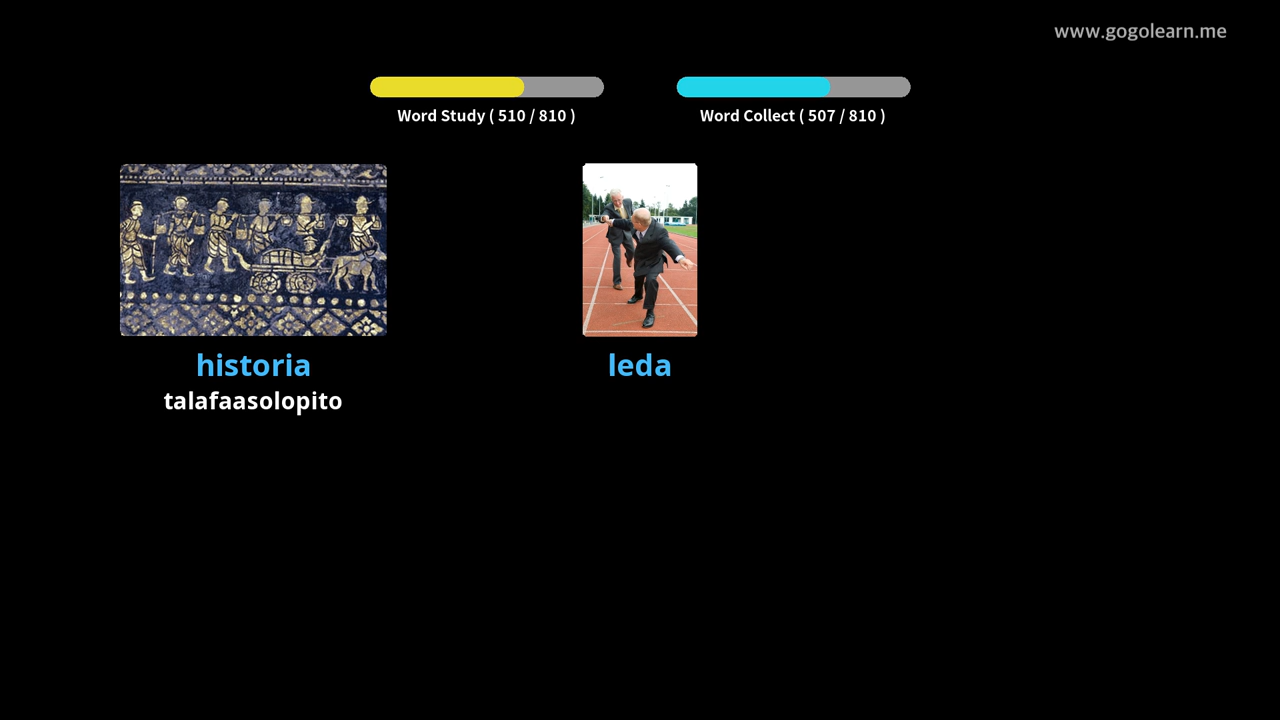 www.gogolearn.me
Word Study ( 510 / 810 )
Word Collect ( 507 / 810 )
historia
talafaasolopito
leda